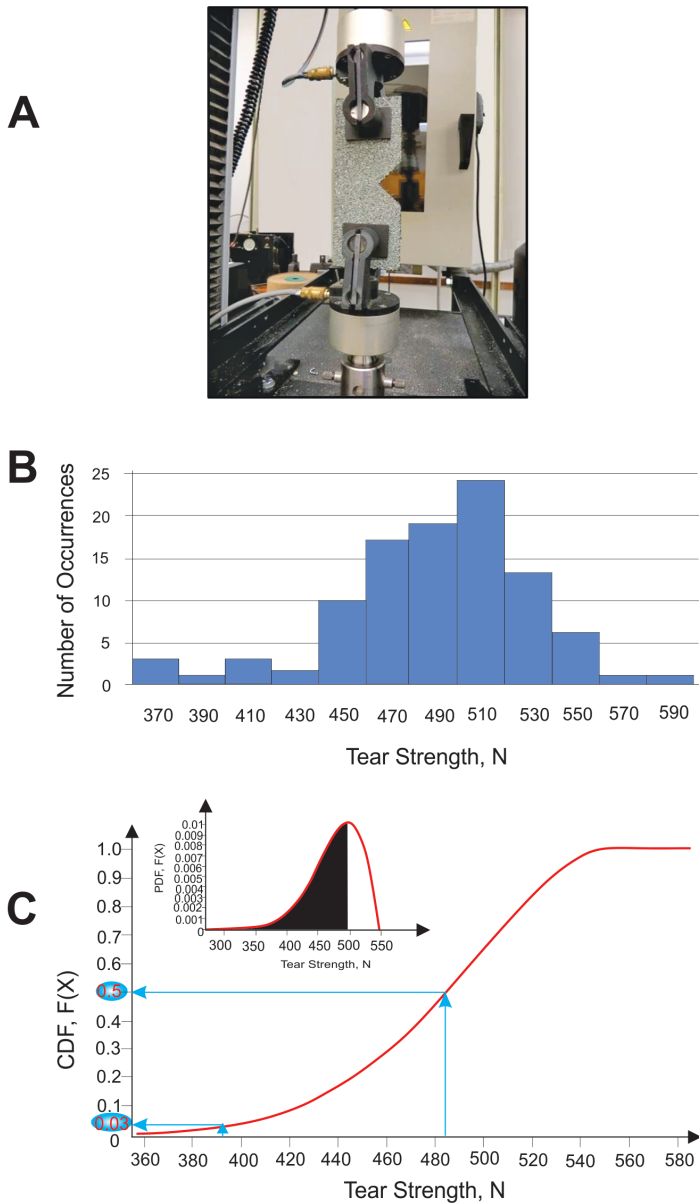 A
B
Number of Occurrences
25
20
15
10
5
0
370 390 410 430 450 470 490 510 530 550 570 590
Tear Strength, N
C
PDF, F(X)
0.01
0.009
0.008
0.007
0.006
0.005
0.004
0.003
0.002
0.001
0
300 350 400 450 500 550
Tear Strength, N
CDF, F(X)
1.0
0.9
0.8
0.7
0.6
0.5
0.4
0.3
0.2
0.1
0.03
0
360 380 400 420 440 460 480 500 520 540 560 580
Tear Strength, N